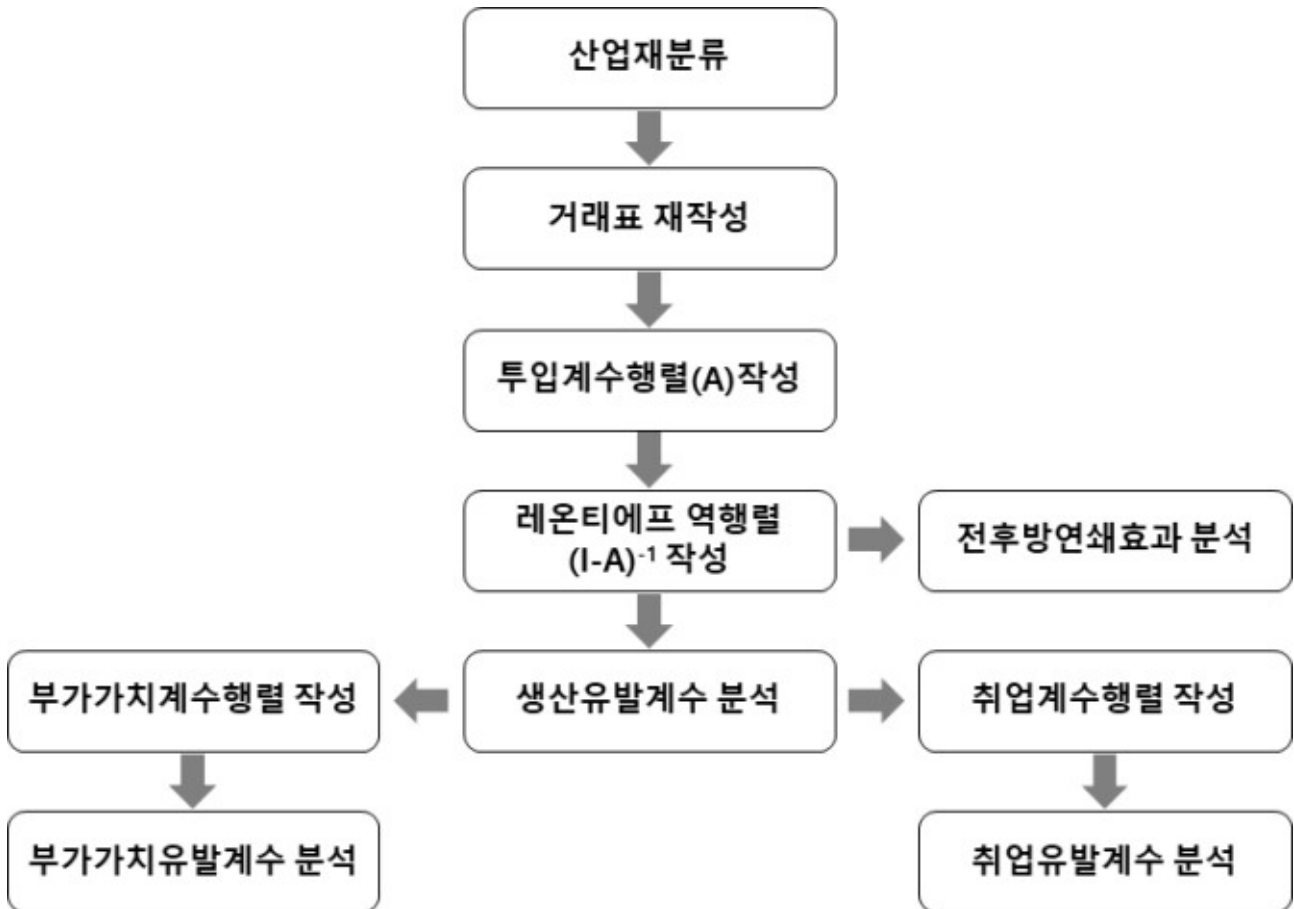 산업재분류
거래표 재작성
투입계수행렬(A)작성
레온티에프 역행렬
(I-A)⁻¹ 작성
전후방연쇄효과 분석
부가가치계수행렬 작성
생산유발계수 분석
취업계수행렬 작성
부가가치유발계수 분석
취업유발계수 분석